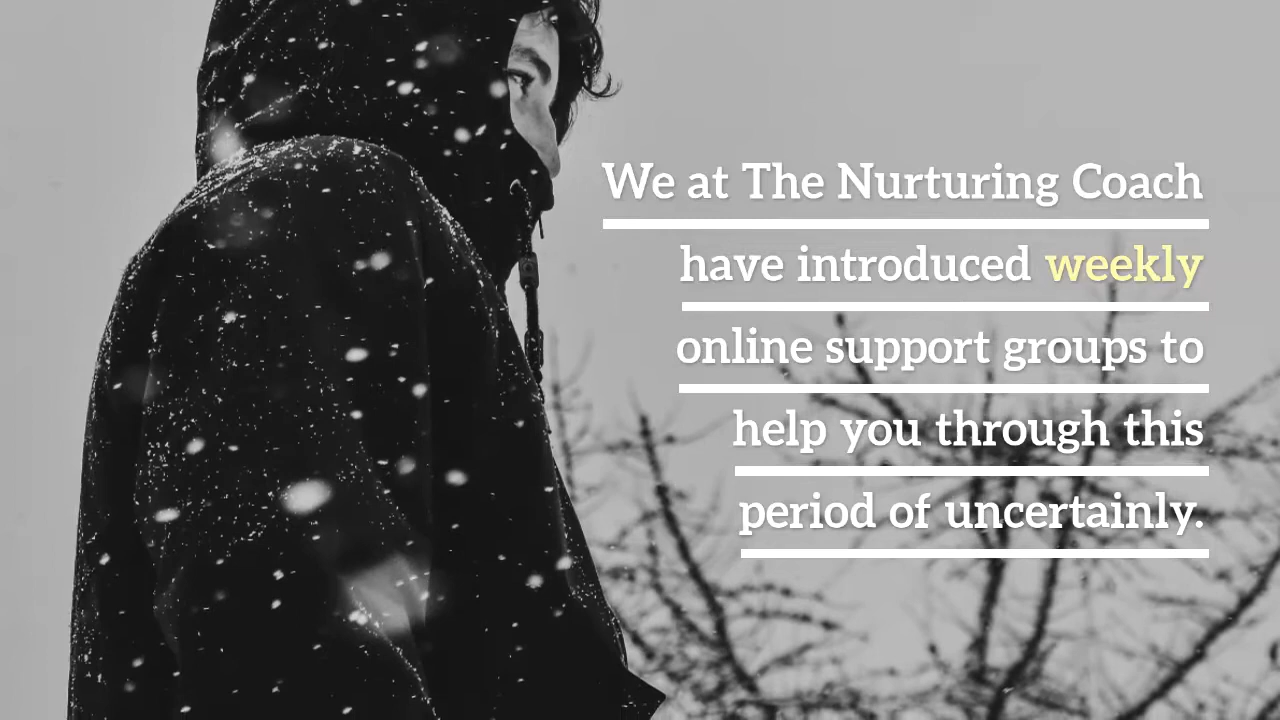 We at The Nurturing Coach
have introduced weekly
online support groups to
help you through this
period of uncertainly.